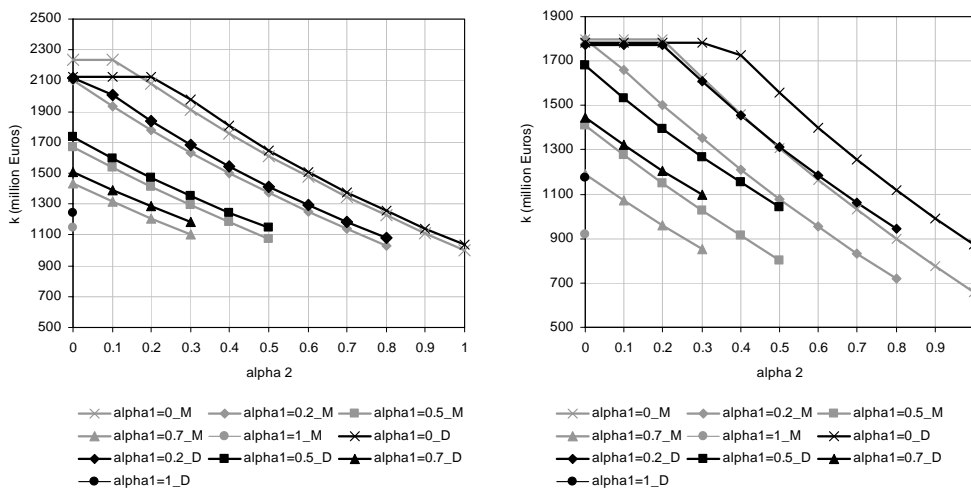 2500
2300
2100
1900
1700
1500
1300
1100
900
700
500
k (million Euros)
0 0.1 0.2 0.3 0.4 0.5 0.6 0.7 0.8 0.9 1
alpha 2
alpha1=0_M alpha1=0.2_M alpha1=0.5_M
alpha1=0.7_M alpha1=1_M alpha1=0_D
alpha1=0.2_D alpha1=0.5_D alpha1=0.7_D
alpha1=1_D
1900
1700
1500
1300
1100
900
700
500
k (million Euros)
0 0.1 0.2 0.3 0.4 0.5 0.6 0.7 0.8 0.9
alpha 2
alpha1=0_M alpha1=0.2_M alpha1=0.5_M
alpha1=0.7_M alpha1=1_M alpha1=0_D
alpha1=0.2_D alpha1=0.5_D alpha1=0.7_D
alpha1=1_D